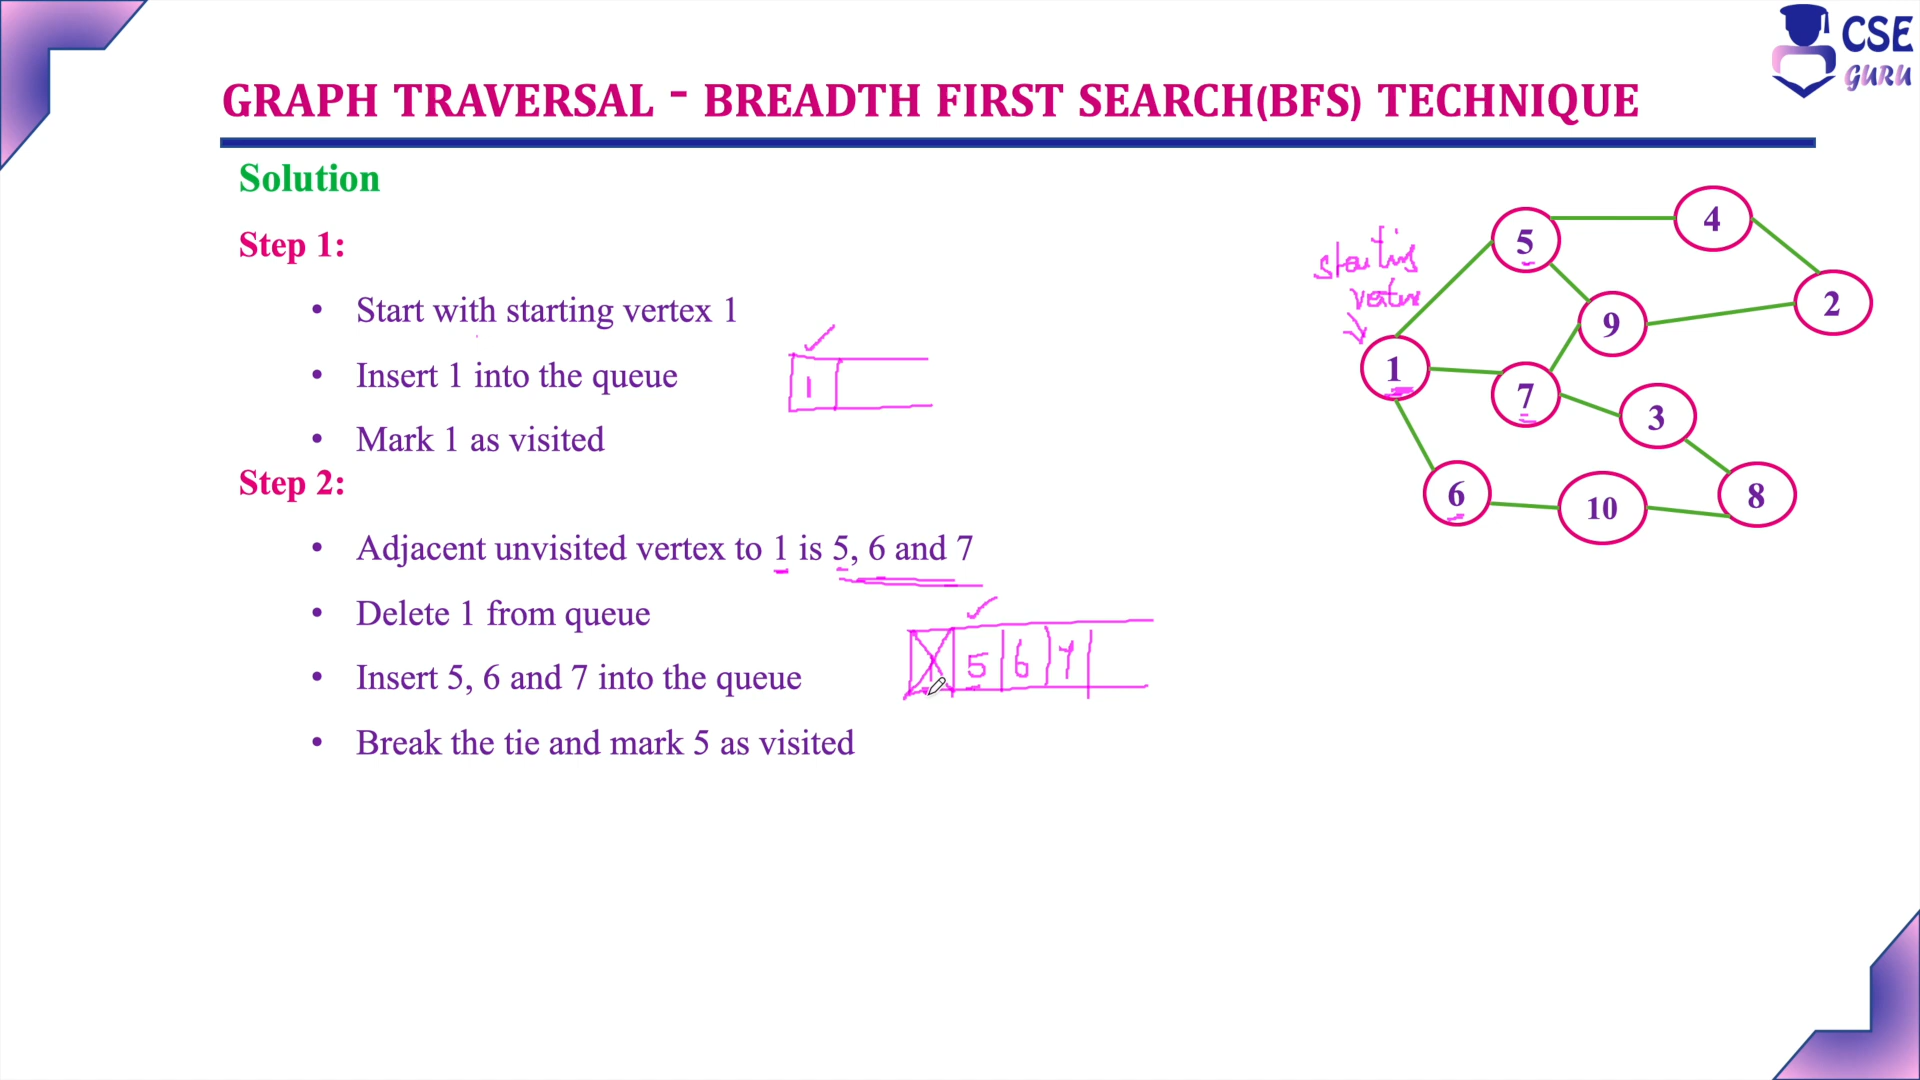 CSE
GURU
GRAPH TRAVERSAL - BREADTH FIRST SEARCH(BFS) TECHNIQUE
Solution
Step 1:
• Start with starting vertex 1
• Insert 1 into the queue
1
• Mark 1 as visited
Step 2:
• Adjacent unvisited vertex to 1 is 5, 6 and 7
• Delete 1 from queue
• Insert 5, 6 and 7 into the queue
1 5 6 7
• Break the tie and mark 5 as visited
starting
vertex
5
4
9
2
1
7
3
6
10
8